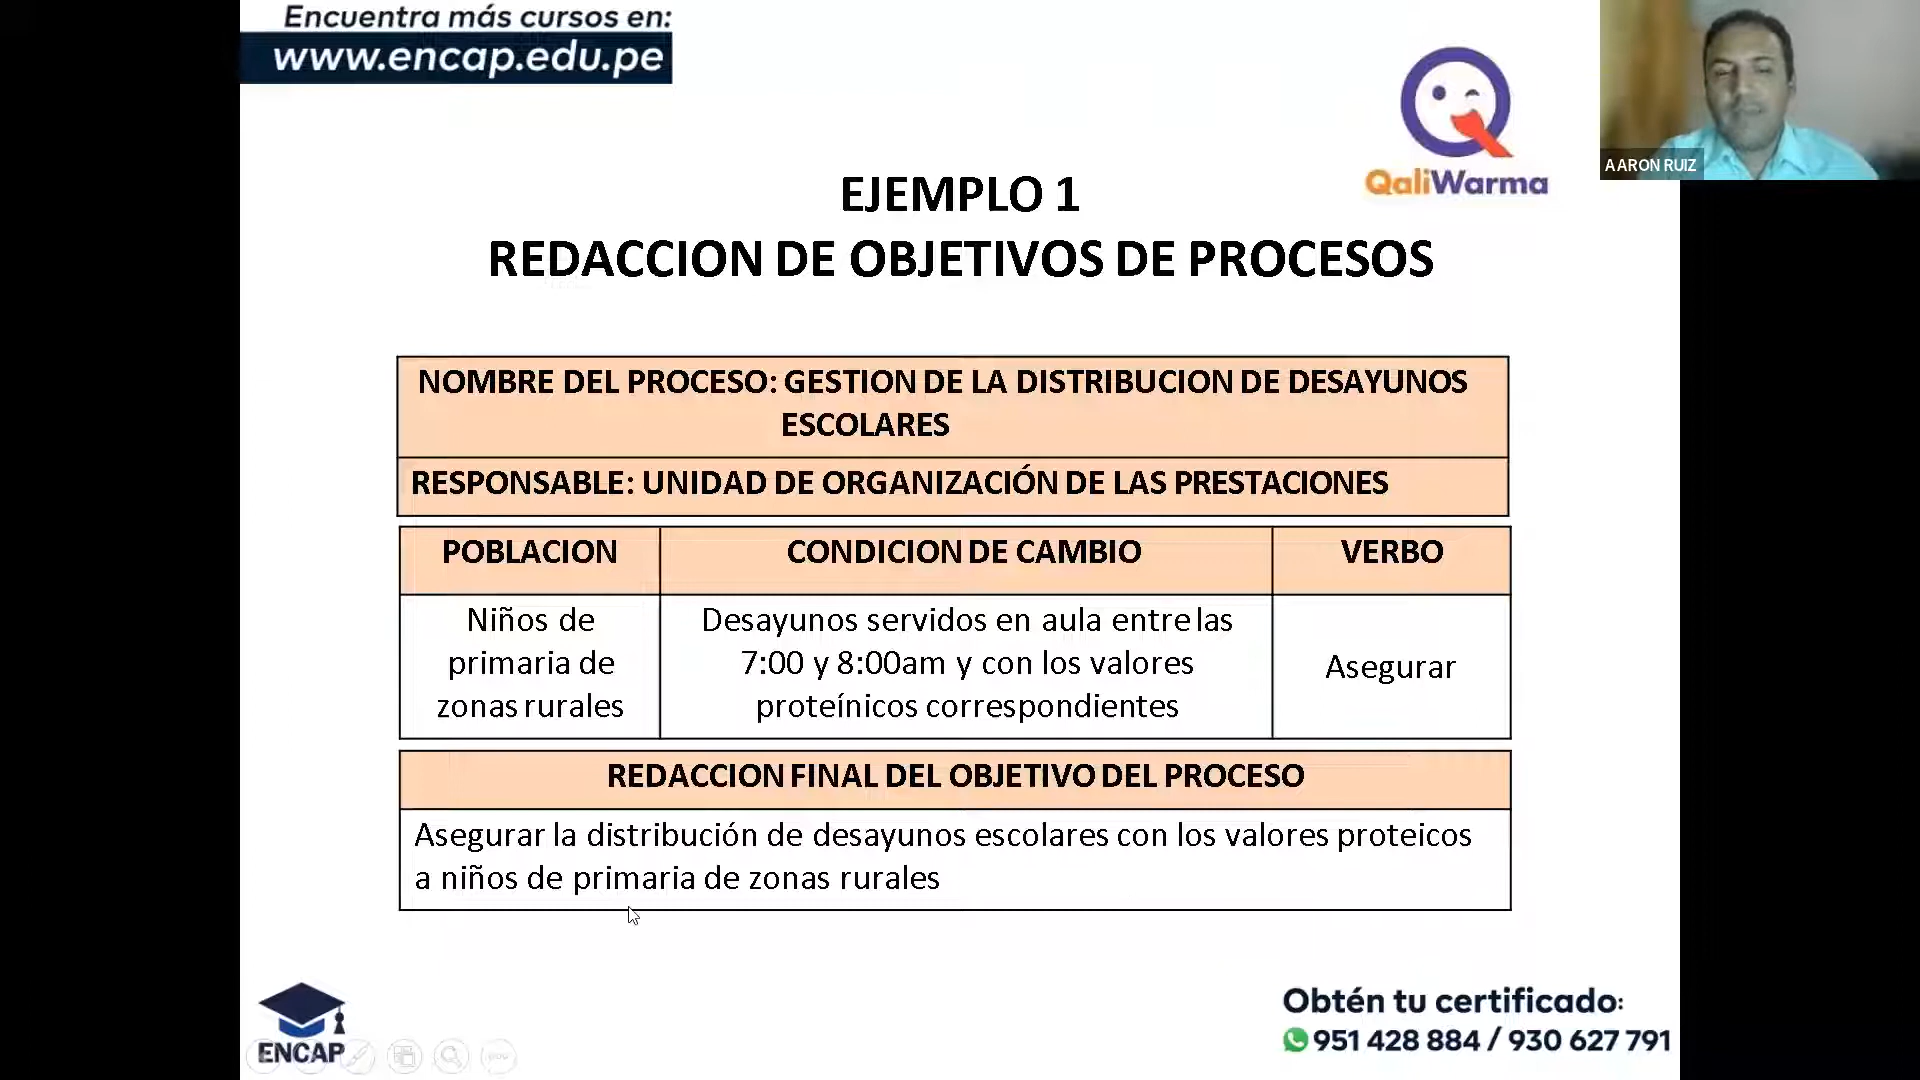 Encuentra más cursos en:
www.encap.edu.pe
QaliWarma
AARON RUIZ
EJEMPLO 1
REDACCION DE OBJETIVOS DE PROCESOS
NOMBRE DEL PROCESO: GESTION DE LA DISTRIBUCION DE DESAYUNOS
ESCOLARES
RESPONSABLE: UNIDAD DE ORGANIZACIÓN DE LAS PRESTACIONES
POBLACION
CONDICION DE CAMBIO
VERBO
Niños de
primaria de
zonas rurales
Desayunos servidos en aula entre las
7:00 y 8:00am y con los valores
proteínicos correspondientes
Asegurar
REDACCION FINAL DEL OBJETIVO DEL PROCESO
Asegurar la distribución de desayunos escolares con los valores proteicos
a niños de primaria de zonas rurales
ENCAP
Obtén tu certificado:
951 428 884 / 930 627 791